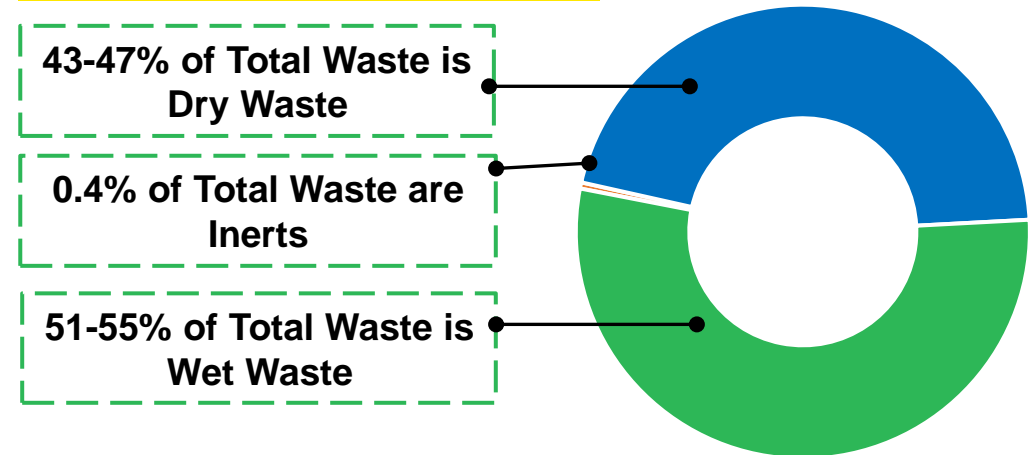 43-47% of Total Waste is
Dry Waste
0.4% of Total Waste are
Inerts
51-55% of Total Waste is
Wet Waste